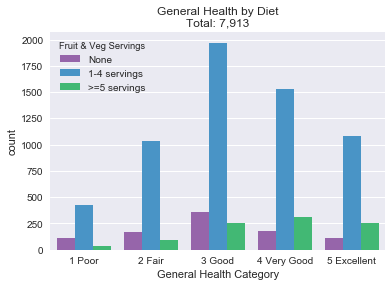 General Health by Diet
Total: 7,913
Fruit & Veg Servings
None
1-4 servings
>=5 servings
2000
1750
1500
1250
1000
750
500
250
0
count
1 Poor 2 Fair 3 Good 4 Very Good 5 Excellent
General Health Category